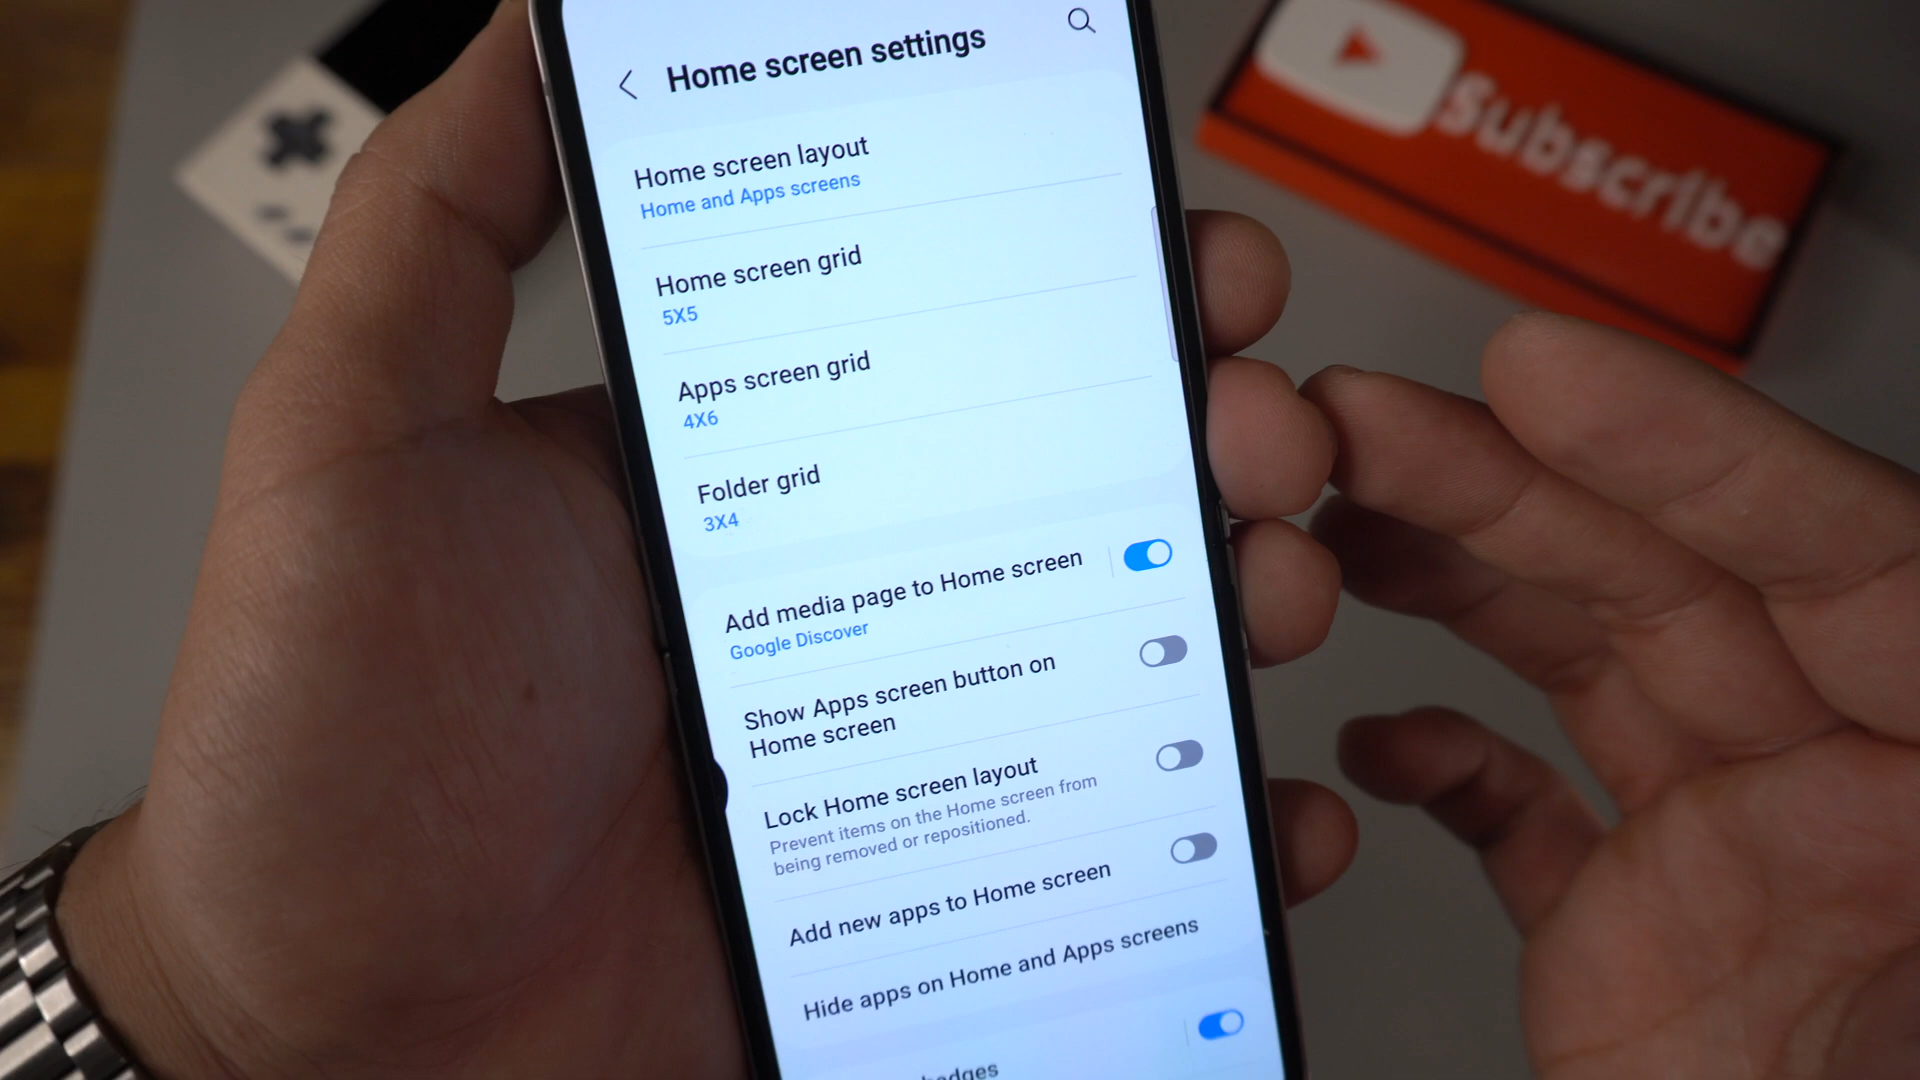 Home screen settings
Subscribe
Home screen layout
Home and Apps screens
Home screen grid
5X5
Apps screen grid
4X6
Folder grid
3X4
Add media page to Home screen
Google Discover
Show Apps screen button on
Home screen
Lock Home screen layout
Prevent items on the Home screen from
being removed or repositioned.
Add new apps to Home screen
Hide apps on Home and Apps screens
badges